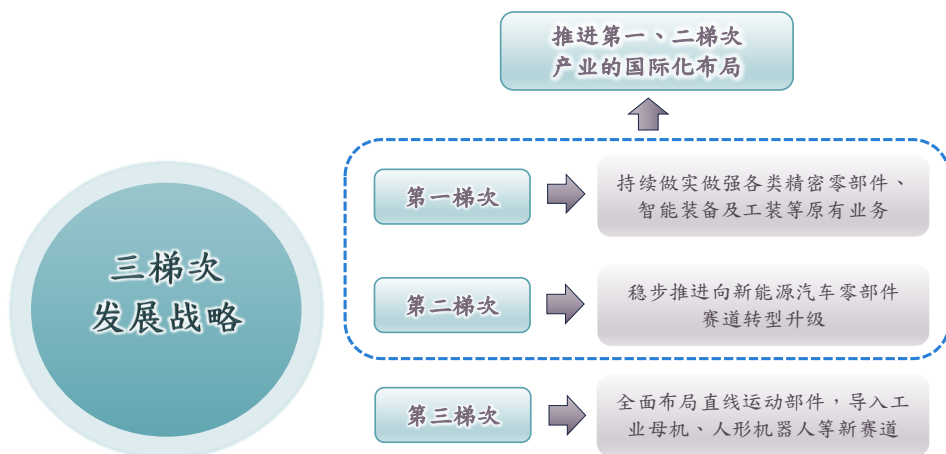 推进第一、二梯次
产业的国际化布局
三梯次
发展战略
第一梯次
持续做实做强各类精密零部件、
智能装备及工装等原有业务
第二梯次
稳步推进向新能源汽车零部件
赛道转型升级
第三梯次
全面布局直线运动部件，导入工
业母机、人形机器人等新赛道